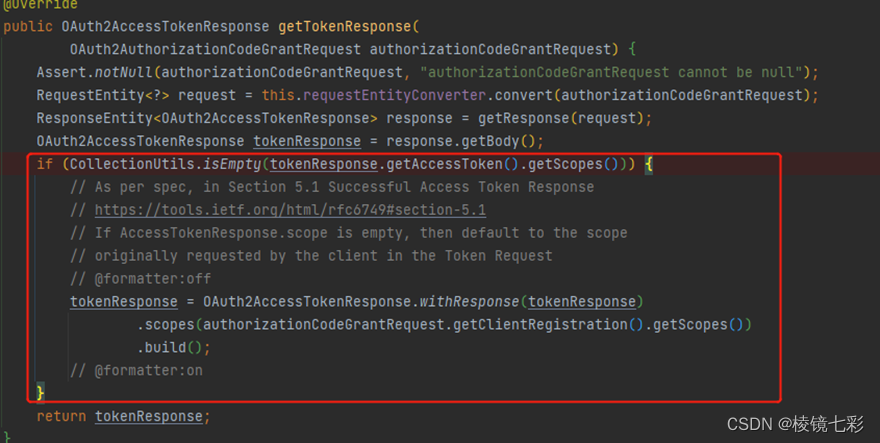 @Override
public OAuth2AccessTokenResponse getTokenResponse(
        OAuth2AuthorizationCodeGrantRequest authorizationCodeGrantRequest) {
    Assert.notNull(authorizationCodeGrantRequest, "authorizationCodeGrantRequest cannot be null");
    RequestEntity<?> request = this.requestEntityConverter.convert(authorizationCodeGrantRequest);
    ResponseEntity<OAuth2AccessTokenResponse> response = getResponse(request);
    OAuth2AccessTokenResponse tokenResponse = response.getBody();
    if (CollectionUtils.isEmpty(tokenResponse.getAccessToken().getScopes())) {
        // As per spec, in Section 5.1 Successful Access Token Response
        // https://tools.ietf.org/html/rfc6749#section-5.1
        // If AccessTokenResponse.scope is empty, then default to the scope
        // originally requested by the client in the Token Request
        // @formatter:off
        tokenResponse = OAuth2AccessTokenResponse.withResponse(tokenResponse)
                .scopes(authorizationCodeGrantRequest.getClientRegistration().getScopes())
                .build();
        // @formatter:on
    }
    return tokenResponse;
}
CSDN @棱镜七彩